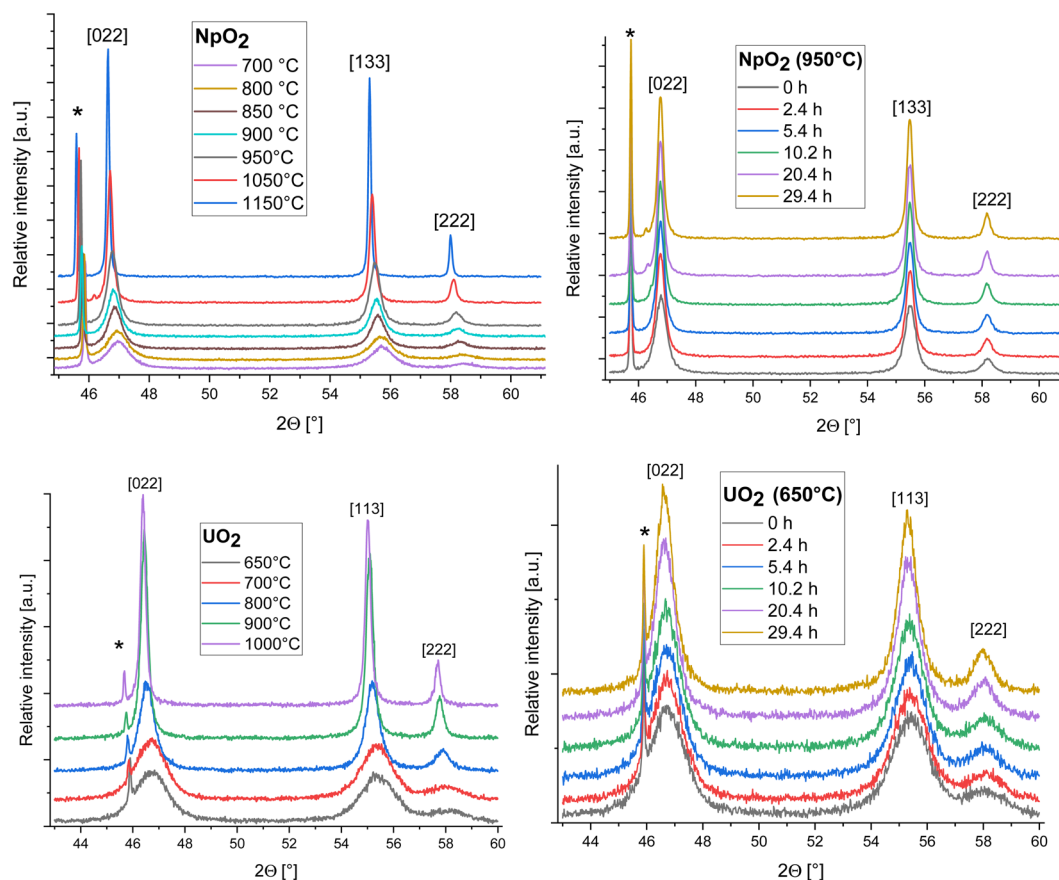 [022]
NpO2
700 °C
800 °C
850 °C
900 °C
950°C
1050°C
1150°C
*
[133]
[222]
Relative intensity [a.u.]
46 48 50 52 54 56 58 60
2Θ [°]
*
[022]
NpO2 (950°C)
0 h
2.4 h
5.4 h
10.2 h
20.4 h
29.4 h
[133]
[222]
Relative intensity [a.u.]
46 48 50 52 54 56 58 60
2Θ [°]
[022]
UO2
650°C
700°C
800°C
900°C
1000°C
*
[113]
[222]
Relative intensity [a.u.]
44 46 48 50 52 54 56 58 60
2Θ [°]
[022]
*
UO2 (650°C)
0 h
2.4 h
5.4 h
10.2 h
20.4 h
29.4 h
[113]
[222]
Relative intensity [a.u.]
44 46 48 50 52 54 56 58 60
2Θ [°]